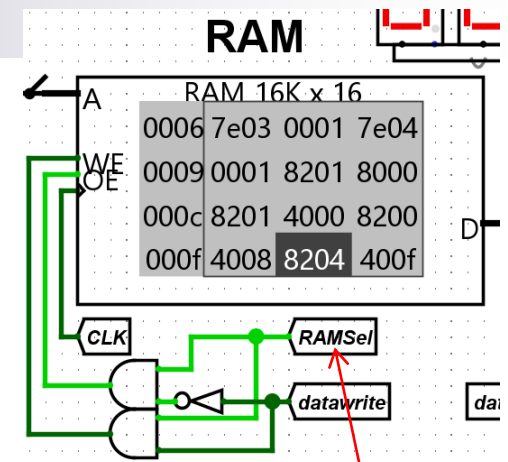 RAM
RAM 16K x 16
A
0006 7e03 0001 7e04
WE
0009 0001 8201 8000
OE
000c 8201 4000 8200
D
000f 4008 8204 400f
CLK
RAMSel
datawrite